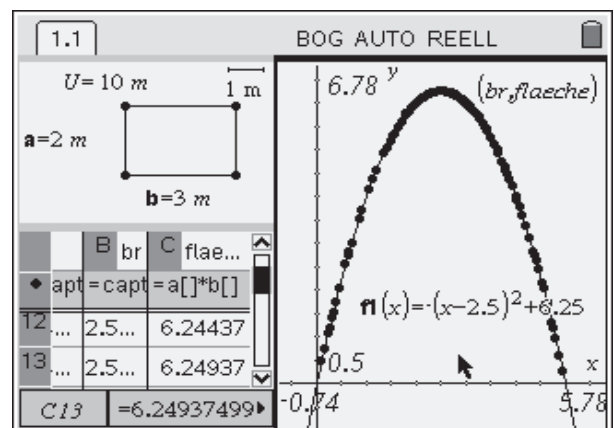 1.1 BOG AUTO REELL
U= 10 m
1 m
a=2 m
b=3 m
B br C flae...
apt =capt =a[]*b[]
12 ... 2.5... 6.24437
13 ... 2.5... 6.24937
C13 =6.24937499
6.78 y (br,flaeche)
f1(x)=-(x-2.5)²+6.25
0.5 x
-0.74 5.78